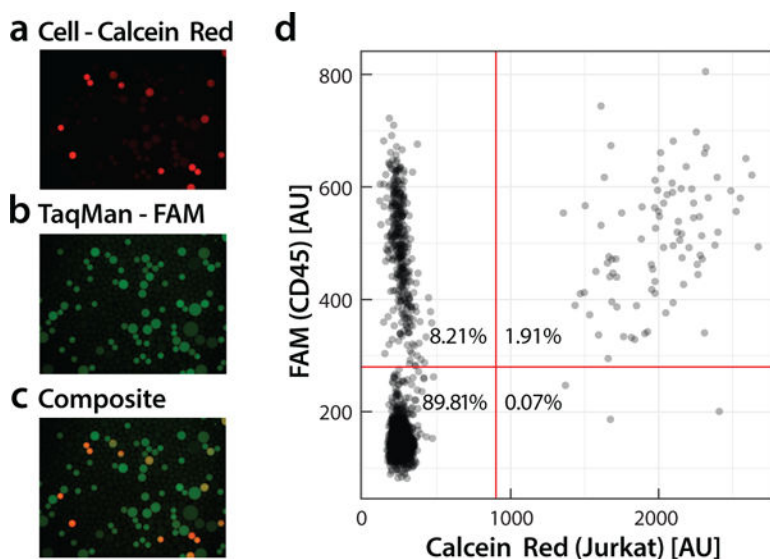 a Cell - Calcein Red
b TaqMan - FAM
c Composite
d
FAM (CD45) [AU]
800
600
400
200
8.21% 1.91%
89.81% 0.07%
0 1000 2000
Calcein Red (Jurkat) [AU]